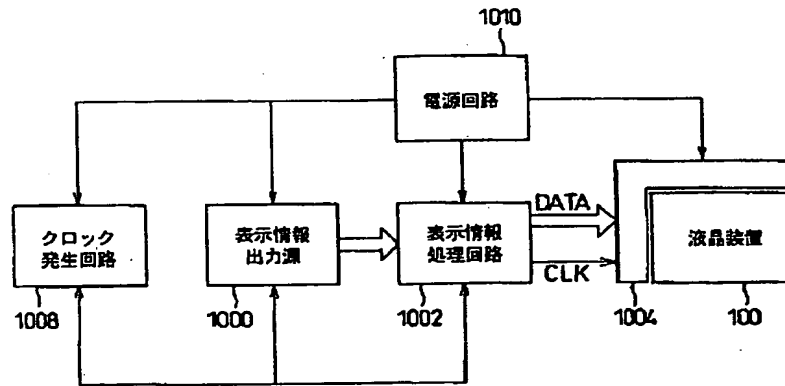 1010
電源回路
クロック
発生回路
1008
表示情報
出力源
1000
表示情報
処理回路
1002
DATA
CLK
液晶装置
1004
100